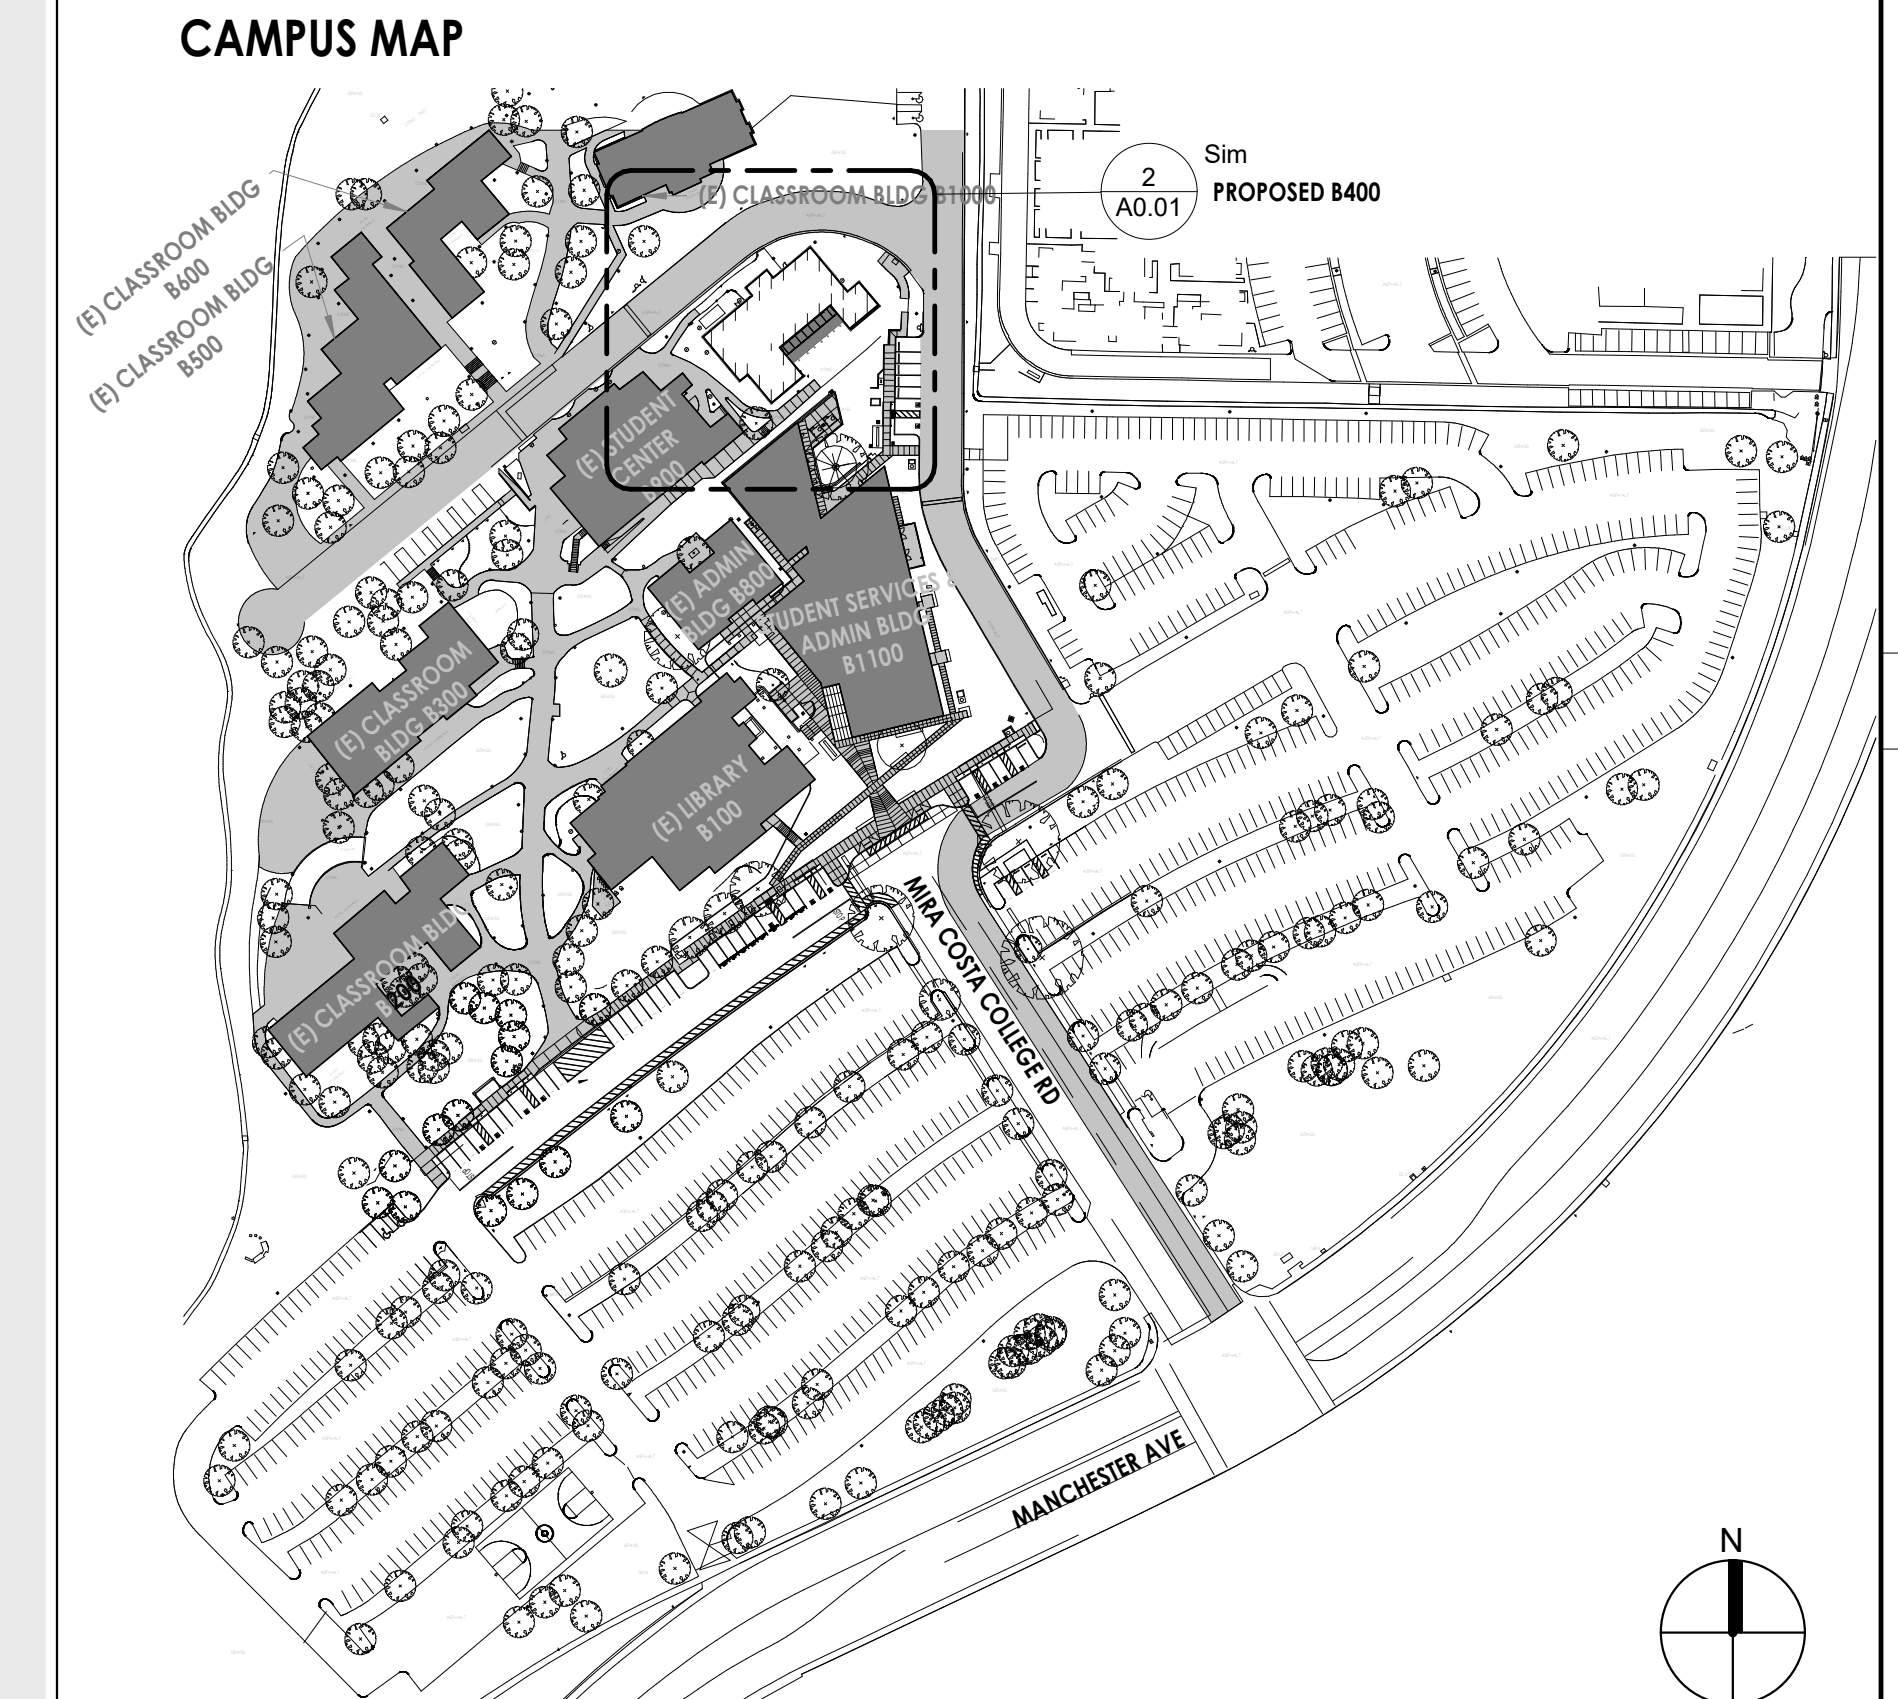 CAMPUS MAP
Sim
2
A0.01
PROPOSED B400
(E) CLASSROOM BLDG B1000
(E) CLASSROOM BLDG
B600
(E) CLASSROOM BLDG
B500
(E) STUDENT
CENTER
B900
(E) ADMIN
BLDG B800
STUDENT SERVICES &
ADMIN BLDG
B1100
(E) CLASSROOM
BLDG B300
(E) LIBRARY
B100
(E) CLASSROOM BLDG
B200
MIRA COSTA COLLEGE RD
MANCHESTER AVE
N